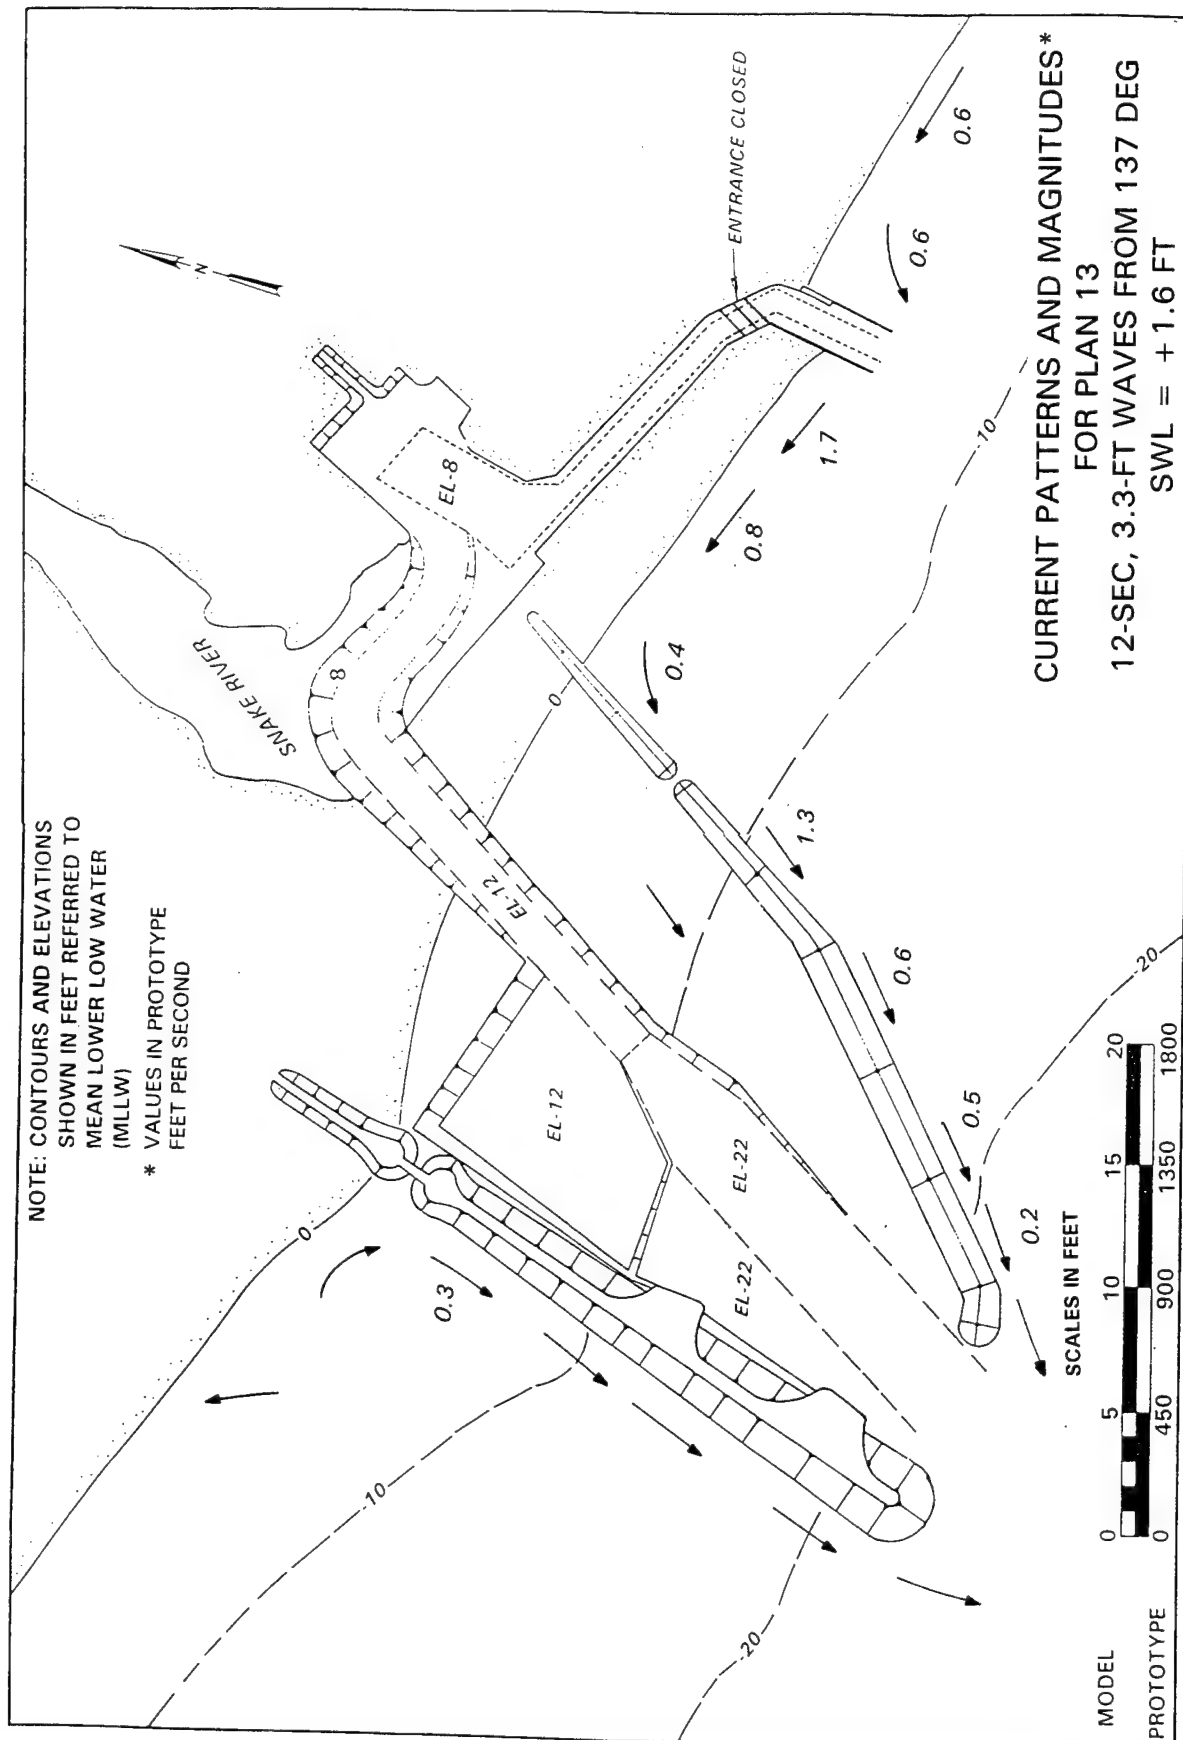 NOTE: CONTOURS AND ELEVATIONS
SHOWN IN FEET REFERRED TO
MEAN LOWER LOW WATER
(MLLW)
* VALUES IN PROTOTYPE
FEET PER SECOND
SNAKE RIVER
N
ENTRANCE CLOSED
EL-8
8
EL-12
EL-12
EL-22
EL-22
0
0
-10
-10
-20
-20
0.3
0.4
0.8
1.7
0.6
0.6
1.3
0.6
0.5
0.2
SCALES IN FEET
MODEL 0 5 10 15 20
PROTOTYPE 0 450 900 1350 1800
CURRENT PATTERNS AND MAGNITUDES*
FOR PLAN 13
12-SEC, 3.3-FT WAVES FROM 137 DEG
SWL = +1.6 FT